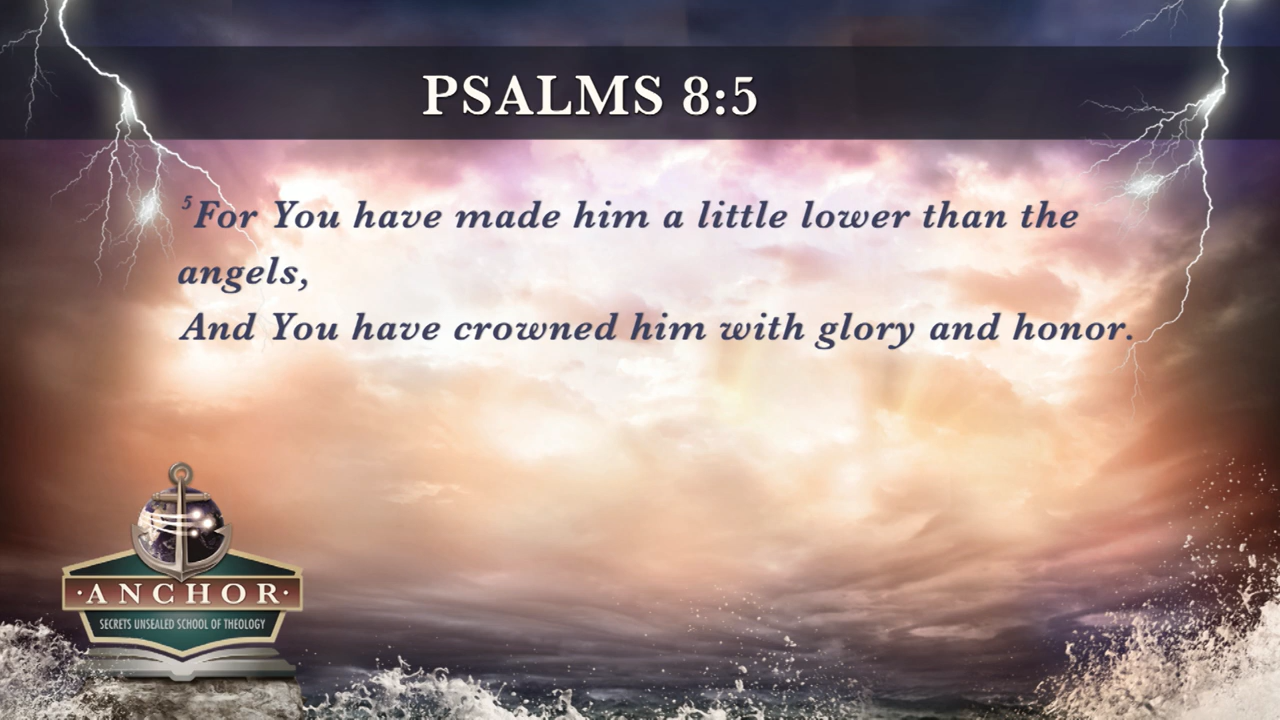 PSALMS 8:5
⁵For You have made him a little lower than the
angels,
And You have crowned him with glory and honor.
·ANCHOR·
SECRETS UNSEALED SCHOOL OF THEOLOGY